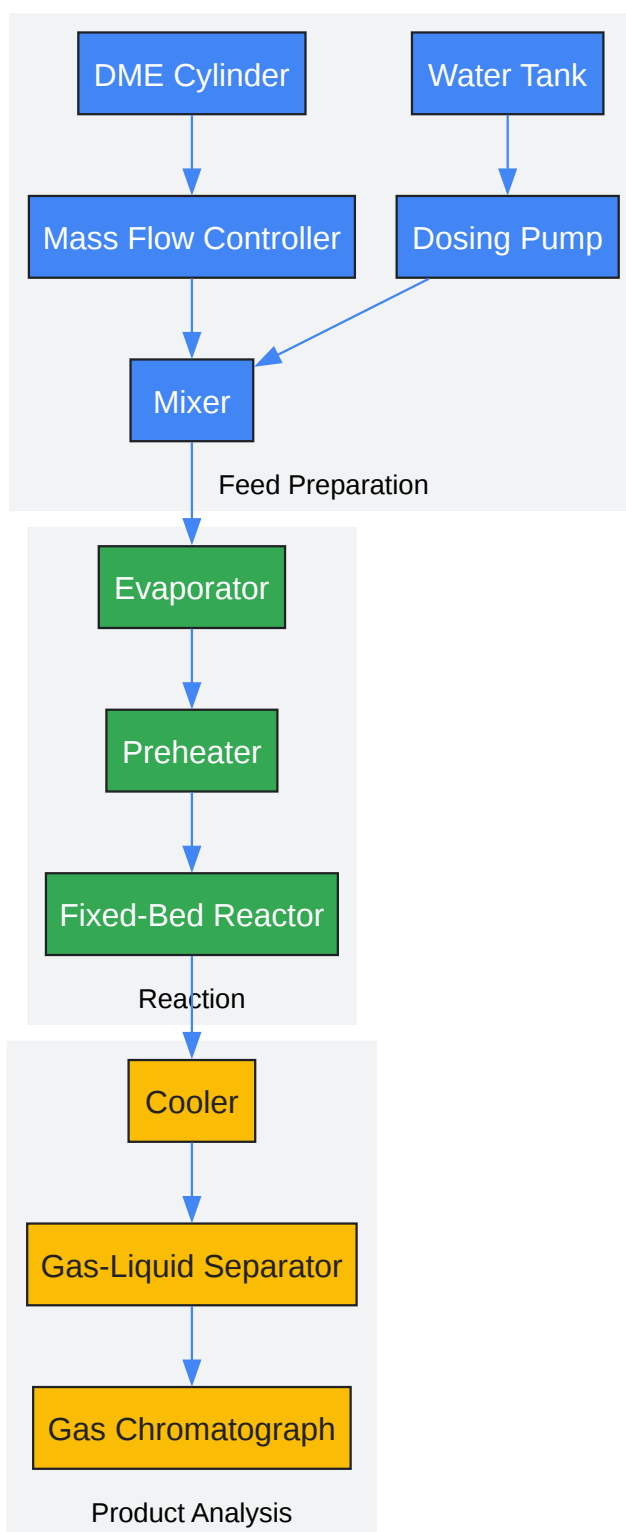 DME Cylinder
Water Tank
Mass Flow Controller
Dosing Pump
Mixer
Feed Preparation
Evaporator
Preheater
Fixed-Bed Reactor
Reaction
Cooler
Gas-Liquid Separator
Gas Chromatograph
Product Analysis